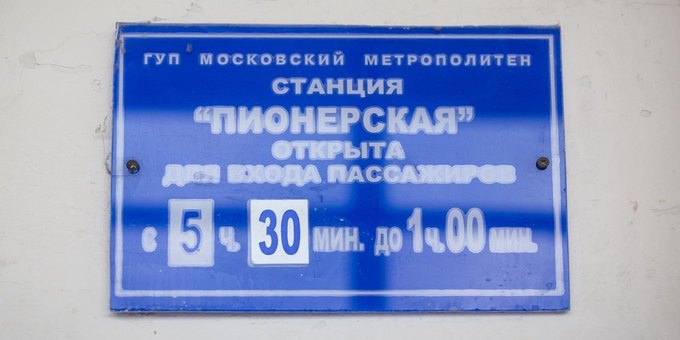 ГУП МОСКОВСКИЙ МЕТРОПОЛИТЕН
СТАНЦИЯ
"ПИОНЕРСКАЯ"
ОТКРЫТА
ДЛЯ ВХОДА ПАССАЖИРОВ
С 5 Ч. 30 МИН. ДО 1 Ч. 00 МИН.